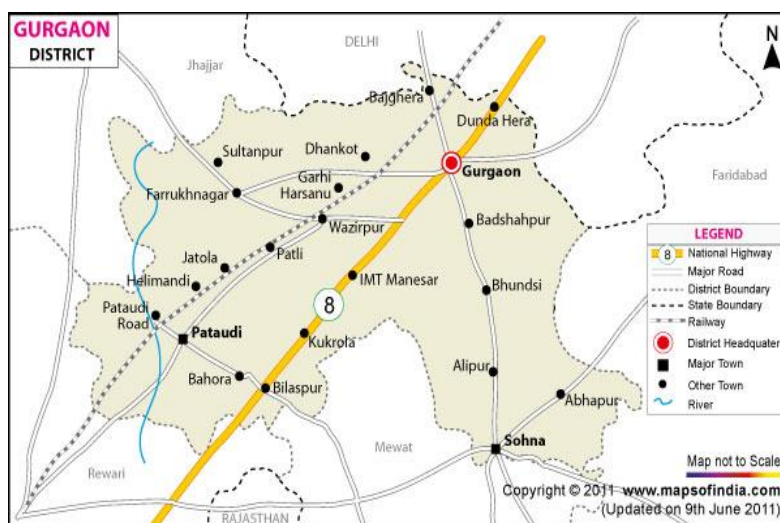 GURGAON
DISTRICT
DELHI
N
Jhajjar
Bajghera
Dunda Hera
Sultanpur
Dhankot
Gurgaon
Faridabad
Farrukhnagar
Garhi
Harsanu
Wazirpur
Badshahpur
Jatola
Patli
Helimandi
IMT Manesar
Bhundsi
Pataudi
Road
8
Pataudi
Kukrola
Bahora
Bilaspur
Alipur
Abhapur
Mewat
Sohna
Rewari
RAJASTHAN
LEGEND
8 National Highway
Major Road
District Boundary
State Boundary
Railway
District Headquater
Major Town
Other Town
River
Map not to Scale
Copyright © 2011 www.mapsofindia.com
(Updated on 9th June 2011)